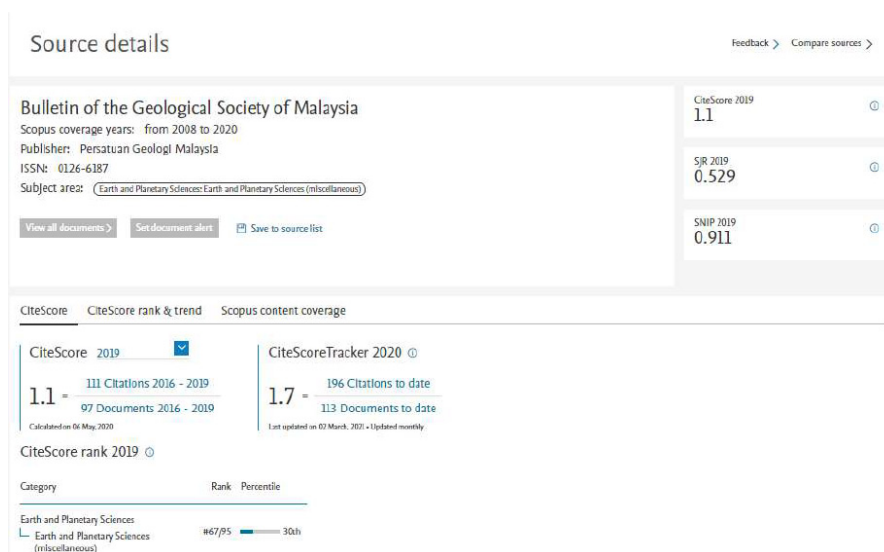 Source details
Feedback
Compare sources
Bulletin of the Geological Society of Malaysia
Scopus coverage years: from 2008 to 2020
Publisher: Persatuan Geologi Malaysia
ISSN: 0126-6187
Subject area: Earth and Planetary Sciences: Earth and Planetary Sciences (miscellaneous)
View all documents >
Set document alert
Save to source list
CiteScore 2019
1.1
SJR 2019
0.529
SNIP 2019
0.911
CiteScore
CiteScore rank & trend
Scopus content coverage
CiteScore 2019
1.1 =
111 Citations 2016 - 2019
97 Documents 2016 - 2019
Calculated on 06 May, 2020
CiteScoreTracker 2020
1.7 =
196 Citations to date
113 Documents to date
Last updated on 02 March, 2021 • Updated monthly
CiteScore rank 2019
Category Rank Percentile
Earth and Planetary Sciences
Earth and Planetary Sciences
(miscellaneous)
#67/95 30th